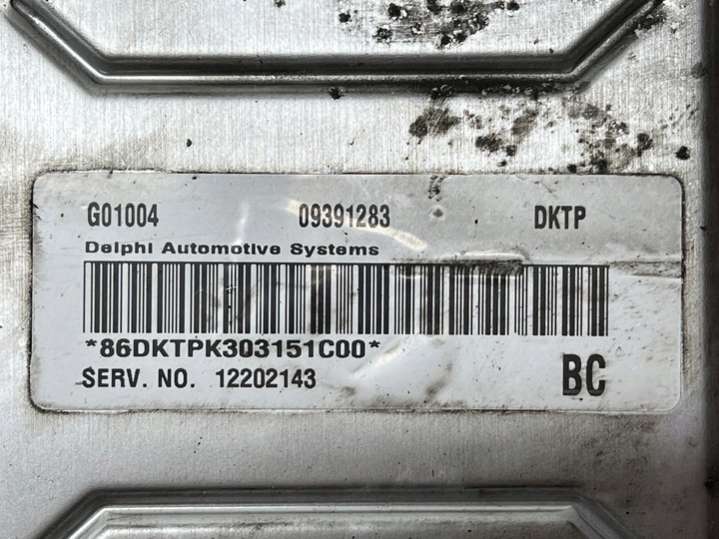 G01004 09391283 DKTP
Delphi Automotive Systems
*86DKTPK303151C00*
SERV. NO. 12202143 BC